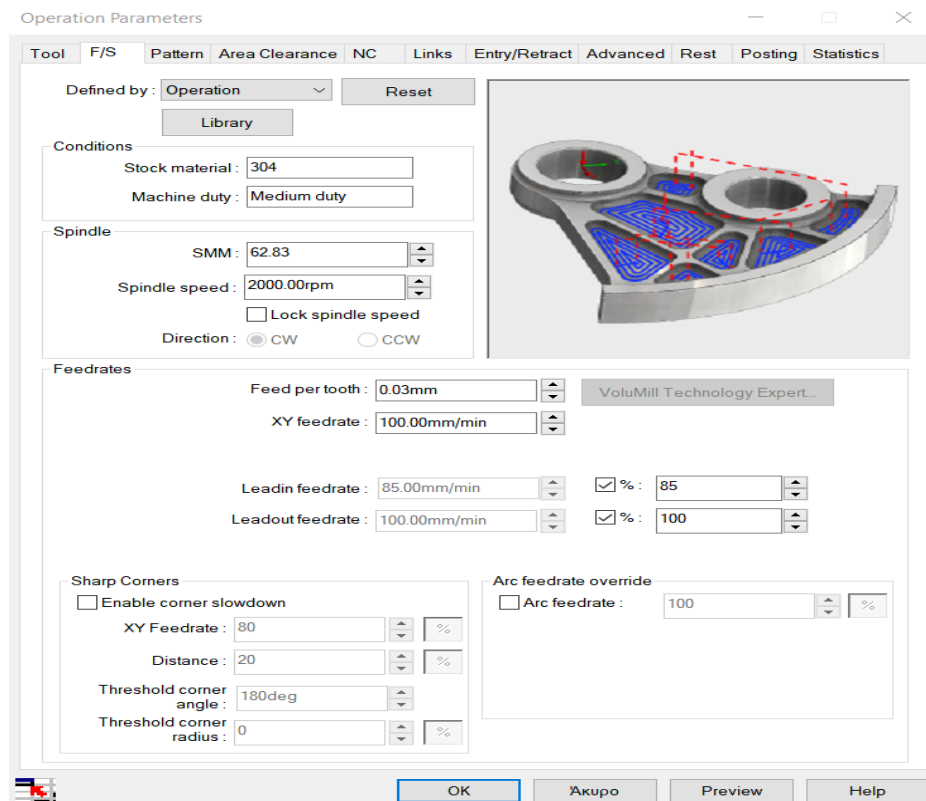 Operation Parameters
Tool F/S Pattern Area Clearance NC Links Entry/Retract Advanced Rest Posting Statistics
Defined by : Operation Reset
Library
Conditions
Stock material : 304
Machine duty : Medium duty
Spindle
SMM : 62.83
Spindle speed : 2000.00rpm
Lock spindle speed
Direction : CW CCW
Feedrates
Feed per tooth : 0.03mm VoluMill Technology Expert...
XY feedrate : 100.00mm/min
Leadin feedrate : 85.00mm/min % : 85
Leadout feedrate : 100.00mm/min % : 100
Sharp Corners
Enable corner slowdown
XY Feedrate : 80 %
Distance : 20 %
Threshold corner
angle : 180deg
Threshold corner
radius : 0 %
Arc feedrate override
Arc feedrate : 100 %
OK Άκυρο Preview Help